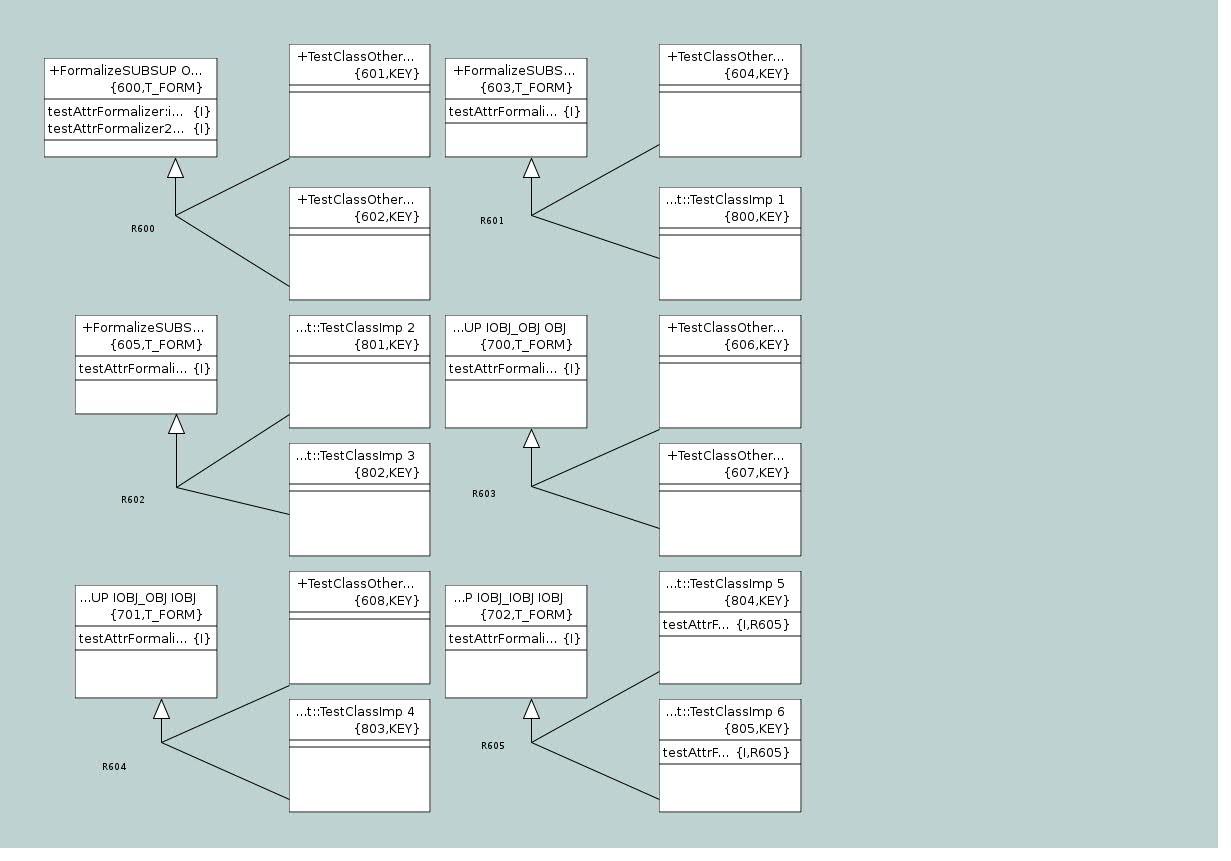 +FormalizeSUBSUP O...
{600,T_FORM}
testAttrFormalizer:i... {I}
testAttrFormalizer2... {I}
+TestClassOther...
{601,KEY}
+TestClassOther...
{602,KEY}
R600
+FormalizeSUBS...
{603,T_FORM}
testAttrFormali... {I}
+TestClassOther...
{604,KEY}
...t::TestClassImp 1
{800,KEY}
R601
+FormalizeSUBS...
{605,T_FORM}
testAttrFormali... {I}
...t::TestClassImp 2
{801,KEY}
...t::TestClassImp 3
{802,KEY}
R602
...UP IOBJ_OBJ OBJ
{700,T_FORM}
testAttrFormali... {I}
+TestClassOther...
{606,KEY}
+TestClassOther...
{607,KEY}
R603
...UP IOBJ_OBJ IOBJ
{701,T_FORM}
testAttrFormali... {I}
+TestClassOther...
{608,KEY}
...t::TestClassImp 4
{803,KEY}
R604
...P IOBJ_IOBJ IOBJ
{702,T_FORM}
testAttrFormali... {I}
...t::TestClassImp 5
{804,KEY}
testAttrF... {I,R605}
...t::TestClassImp 6
{805,KEY}
testAttrF... {I,R605}
R605